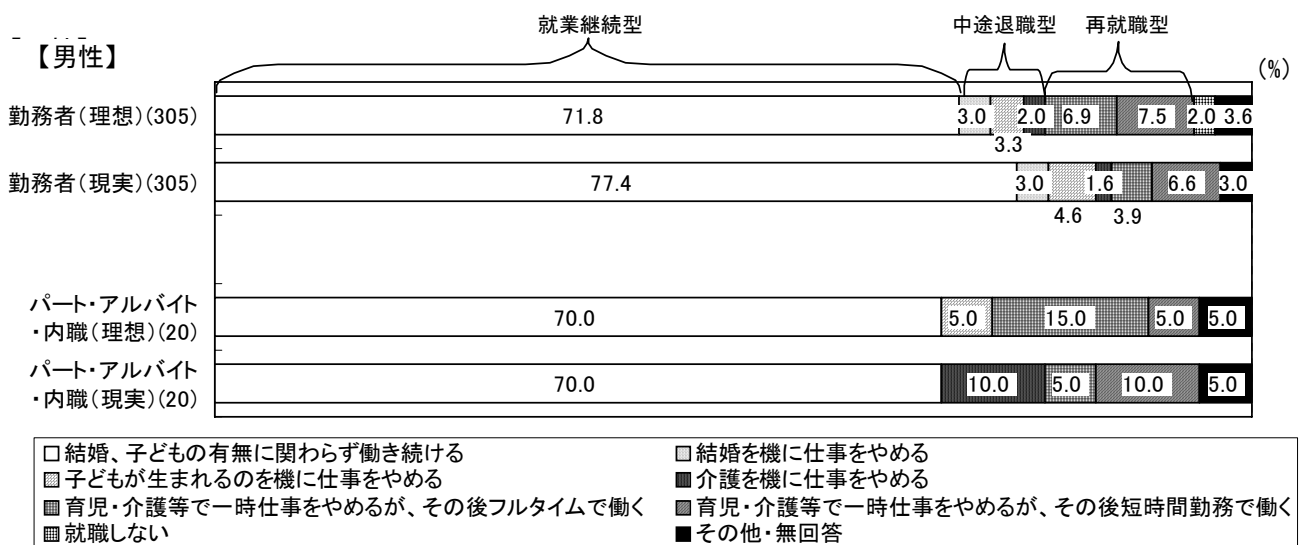 就業継続型 中途退職型 再就職型
【男性】
(%)
勤務者(理想)(305) 71.8 3.0 3.3 2.0 6.9 7.5 2.0 3.6
勤務者(現実)(305) 77.4 3.0 4.6 1.6 3.9 6.6 3.0
パート・アルバイト
・内職(理想)(20) 70.0 5.0 15.0 5.0 5.0
パート・アルバイト
・内職(現実)(20) 70.0 10.0 5.0 10.0 5.0
結婚、子どもの有無に関わらず働き続ける 結婚を機に仕事をやめる
子どもが生まれるのを機に仕事をやめる 介護を機に仕事をやめる
育児・介護等で一時仕事をやめるが、その後フルタイムで働く 育児・介護等で一時仕事をやめるが、その後短時間勤務で働く
就職しない その他・無回答